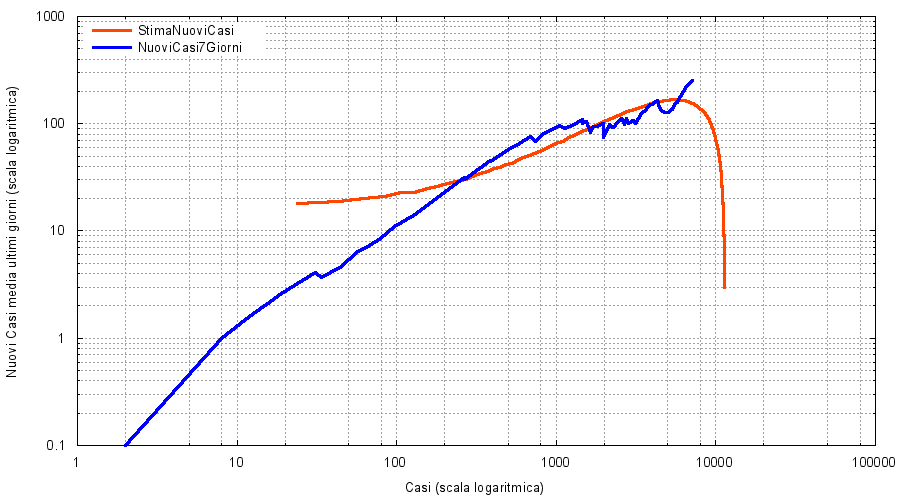 1000
StimaNuoviCasi
NuoviCasi7Giorni
100
10
1
0.1
Nuovi Casi media ultimi giorni (scala logaritmica)
1 10 100 1000 10000 100000
Casi (scala logaritmica)